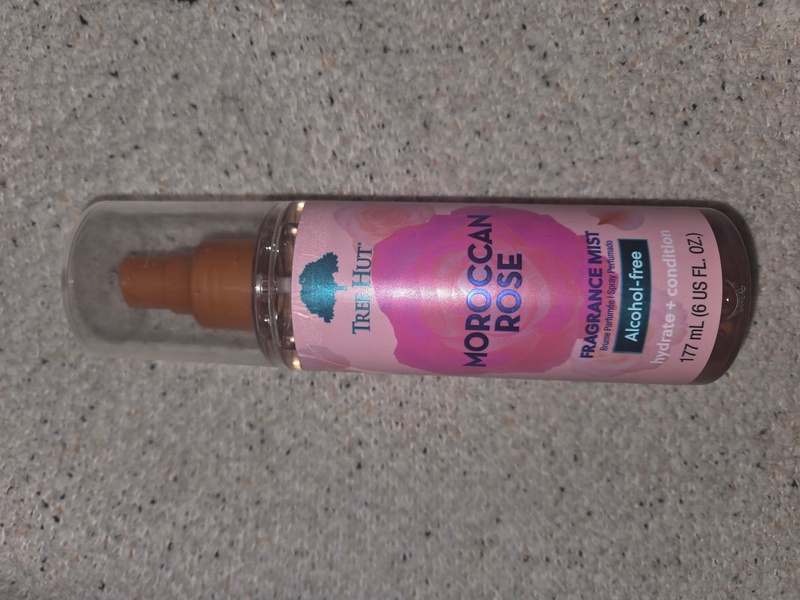 TREE HUT®
MOROCCAN
ROSE
FRAGRANCE MIST
Brume Parfumée / Spray Perfumado
Alcohol-free
hydrate + condition
177 mL (6 US FL. OZ.)